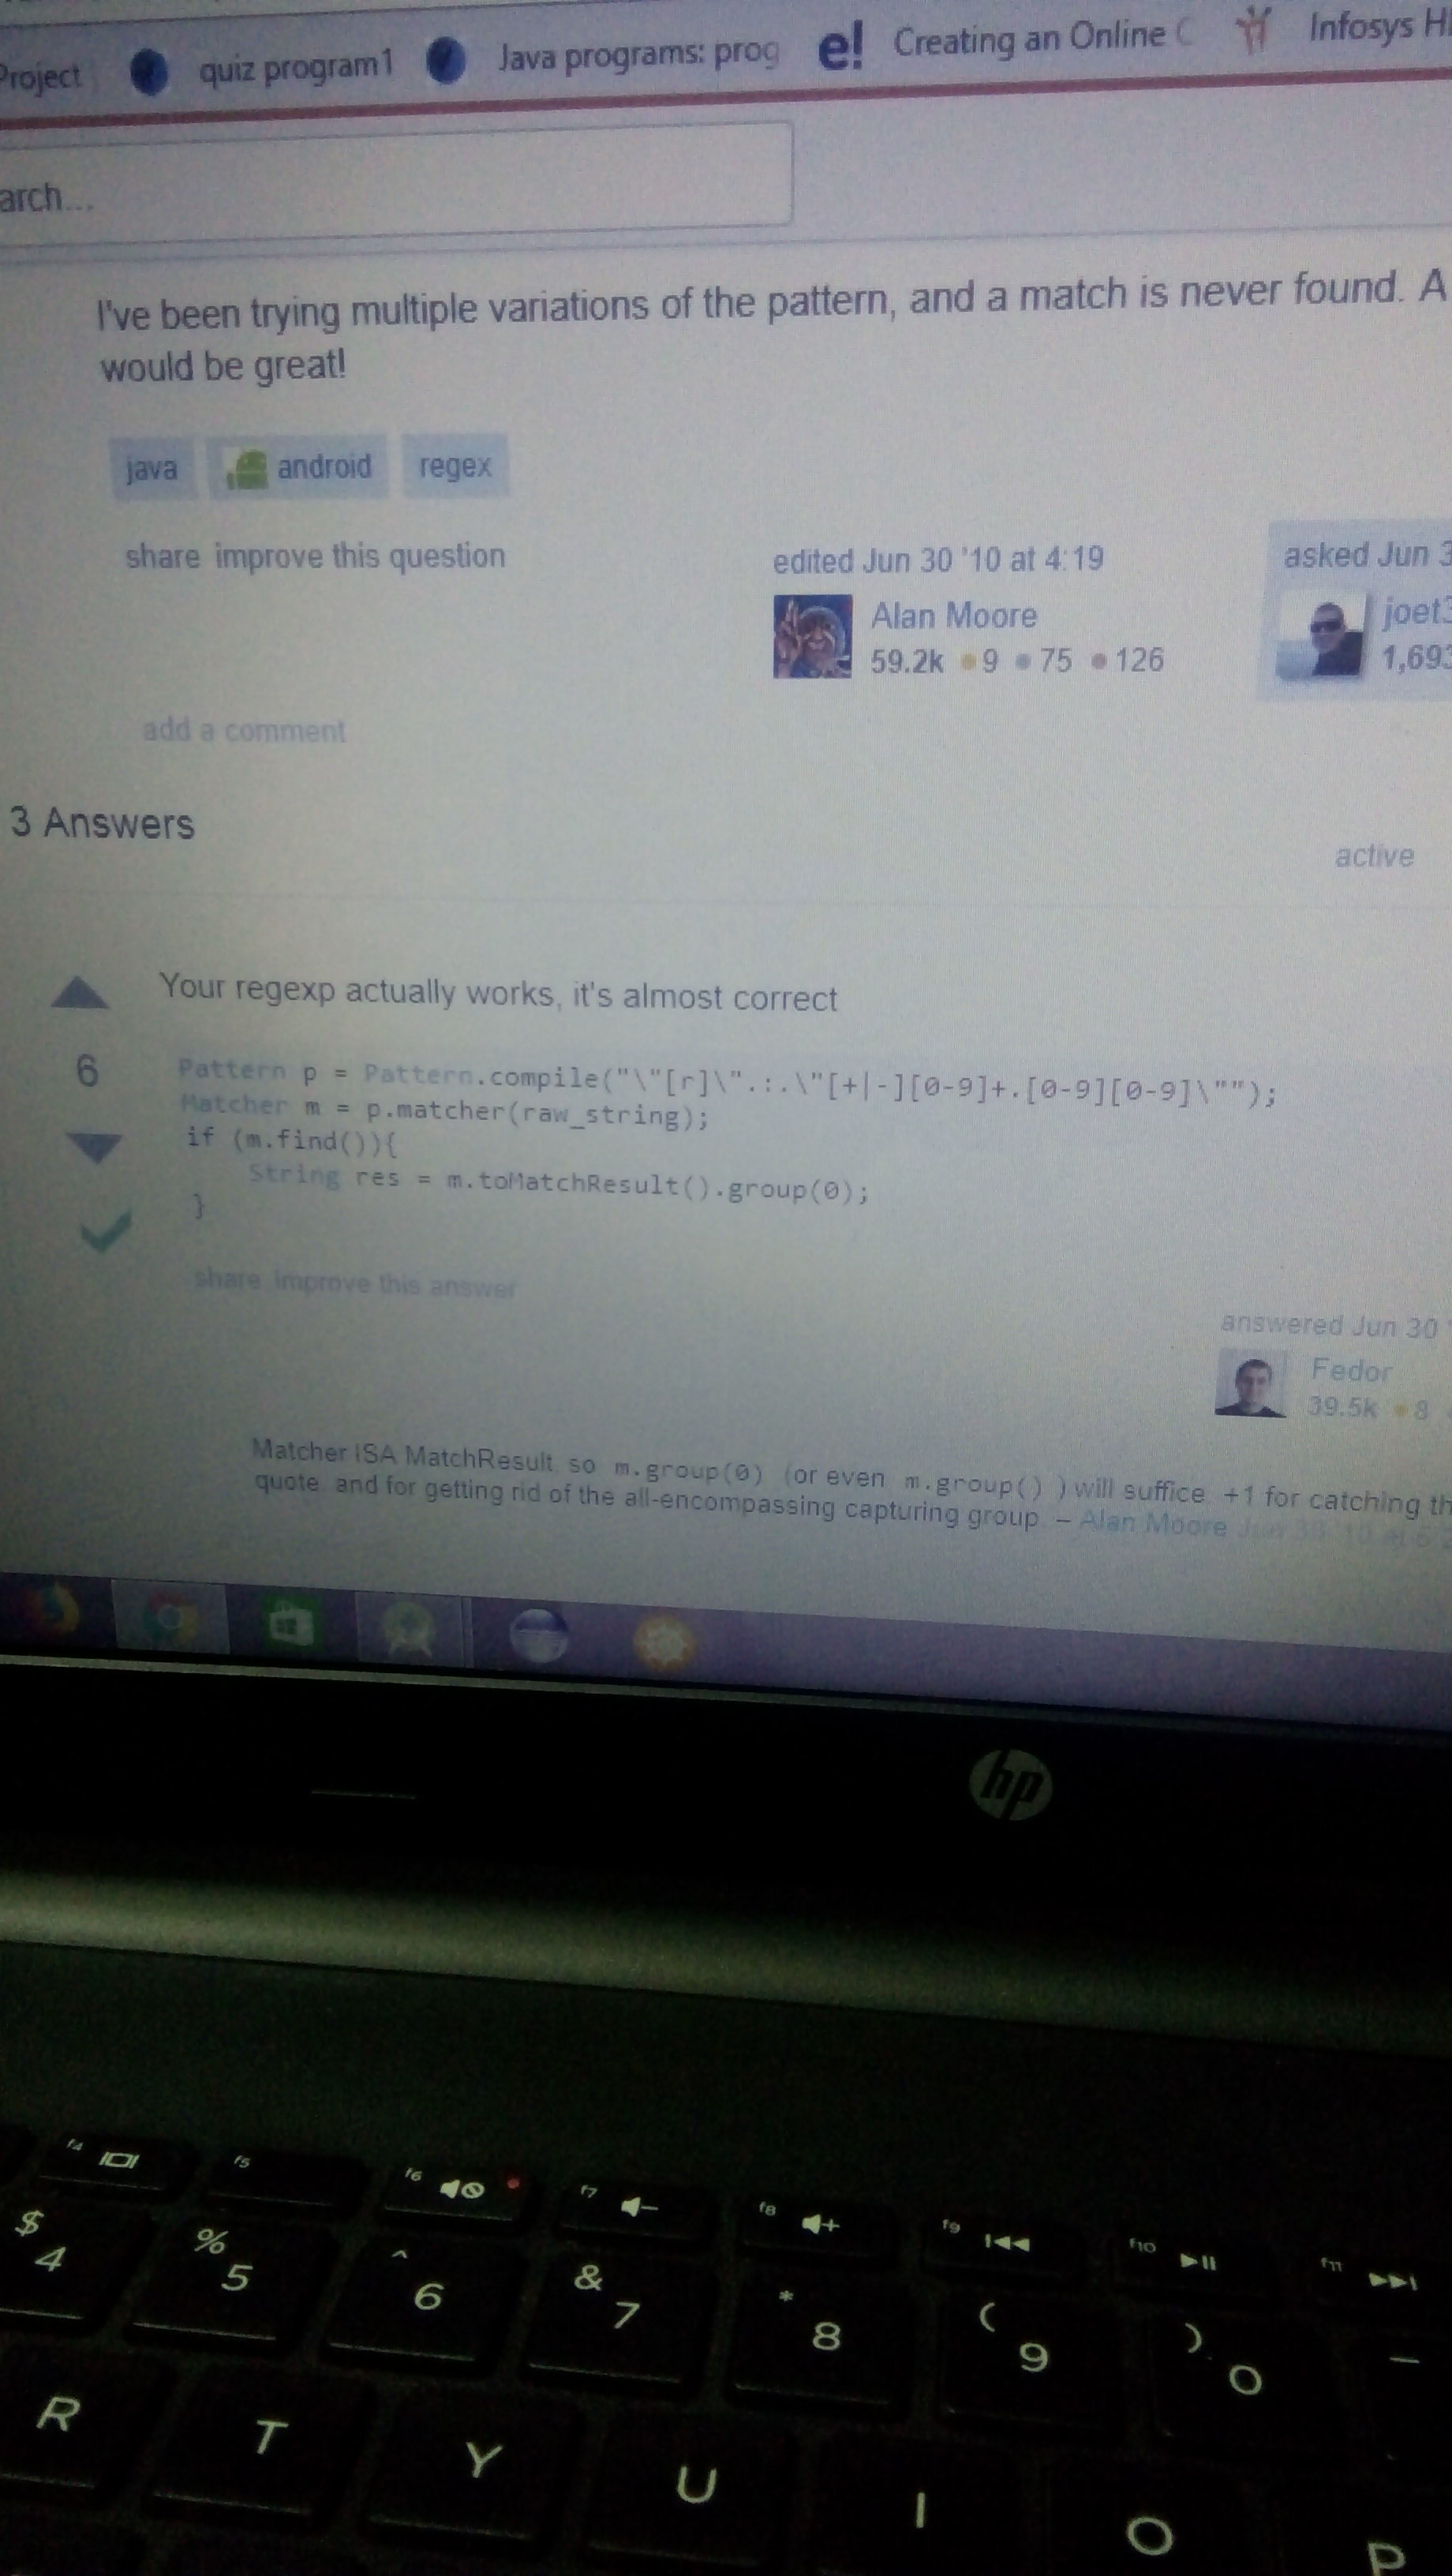 Project quiz program1 Java programs: prog e! Creating an Online C Infosys H
arch...
I've been trying multiple variations of the pattern, and a match is never found. A
would be great!
java android regex
share improve this question
edited Jun 30 '10 at 4:19
Alan Moore
59.2k 9 75 126
asked Jun 3
joet3
1,693
add a comment
3 Answers
active
6
Your regexp actually works, it's almost correct
Pattern p = Pattern.compile("\"[r]\".:.\"[+|-][0-9]+.[0-9][0-9]\"");
Matcher m = p.matcher(raw_string);
if (m.find()){
String res = m.toMatchResult().group(0);
}
share improve this answer
answered Jun 30 '
Fedor
39.5k 8
Matcher ISA MatchResult so m.group(0) (or even m.group() ) will suffice. +1 for catching th
quote, and for getting rid of the all-encompassing capturing group. – Alan Moore Jun 30 '10 at
hp
f4 f5 f6 f7 f8 f9 f10 f11
$ 4 % 5 ^ 6 & 7 * 8 ( 9 ) 0 –
R T Y U I O P